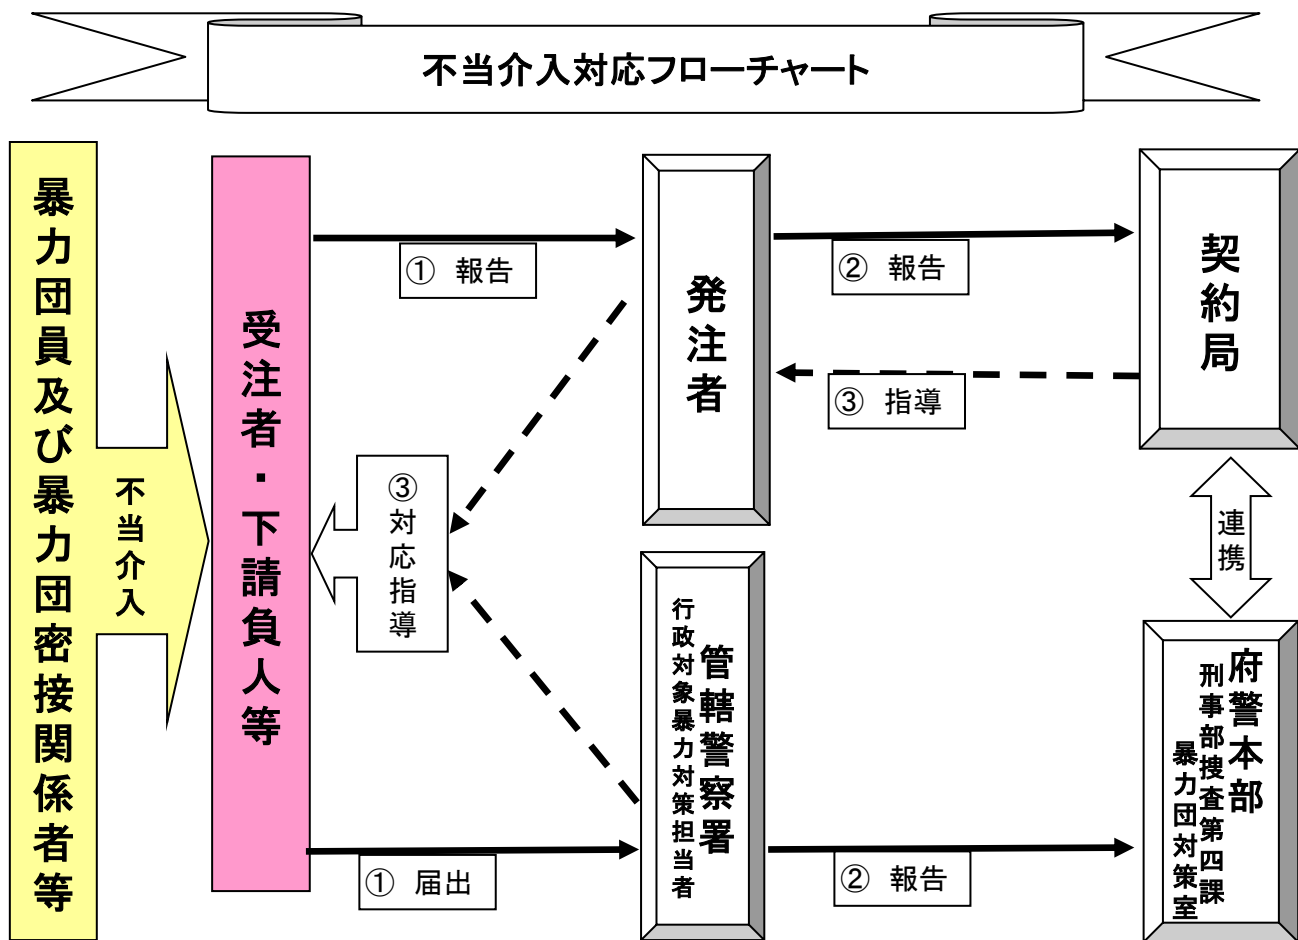 不当介入対応フローチャート
暴力団員及び暴力団密接関係者等
不当介入
受注者・下請負人等
① 報告
発注者
② 報告
契約局
③ 指導
③対応指導
連携
管轄警察署
行政対象暴力対策担当者
府警本部
刑事部捜査第四課
暴力団対策室
① 届出
② 報告